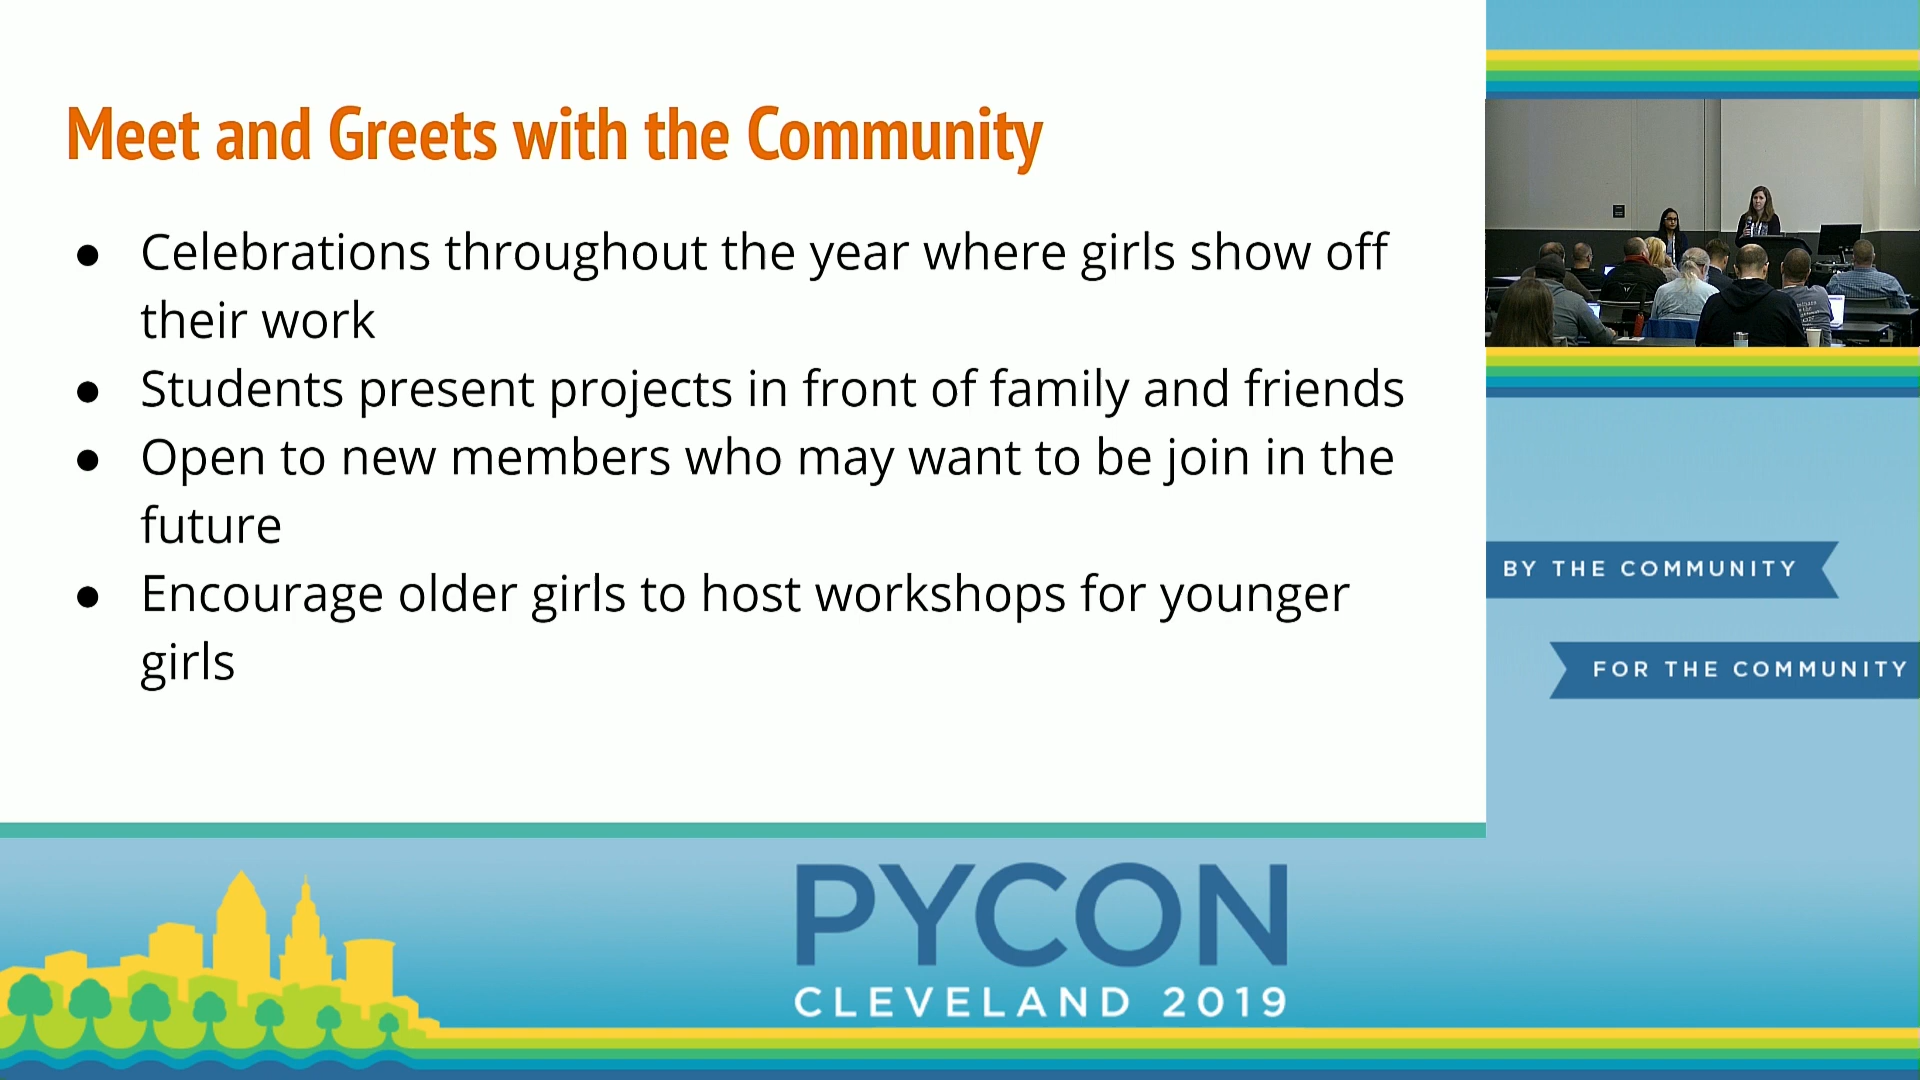 Meet and Greets with the Community
● Celebrations throughout the year where girls show off
their work
● Students present projects in front of family and friends
● Open to new members who may want to be join in the
future
● Encourage older girls to host workshops for younger
girls
BY THE COMMUNITY
FOR THE COMMUNITY
PYCON
CLEVELAND 2019